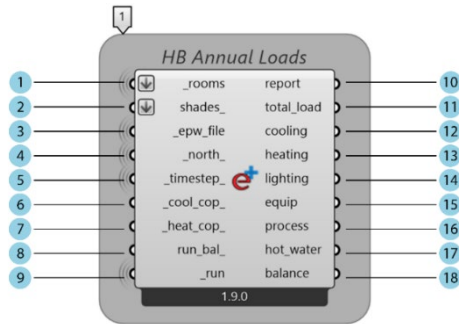 1
HB Annual Loads
1 _rooms report 10
2 shades_ total_load 11
3 _epw_file cooling 12
4 _north_ heating 13
5 _timestep_ lighting 14
6 _cool_cop_ equip 15
7 _heat_cop_ process 16
8 run_bal_ hot_water 17
9 _run balance 18
e+
1.9.0